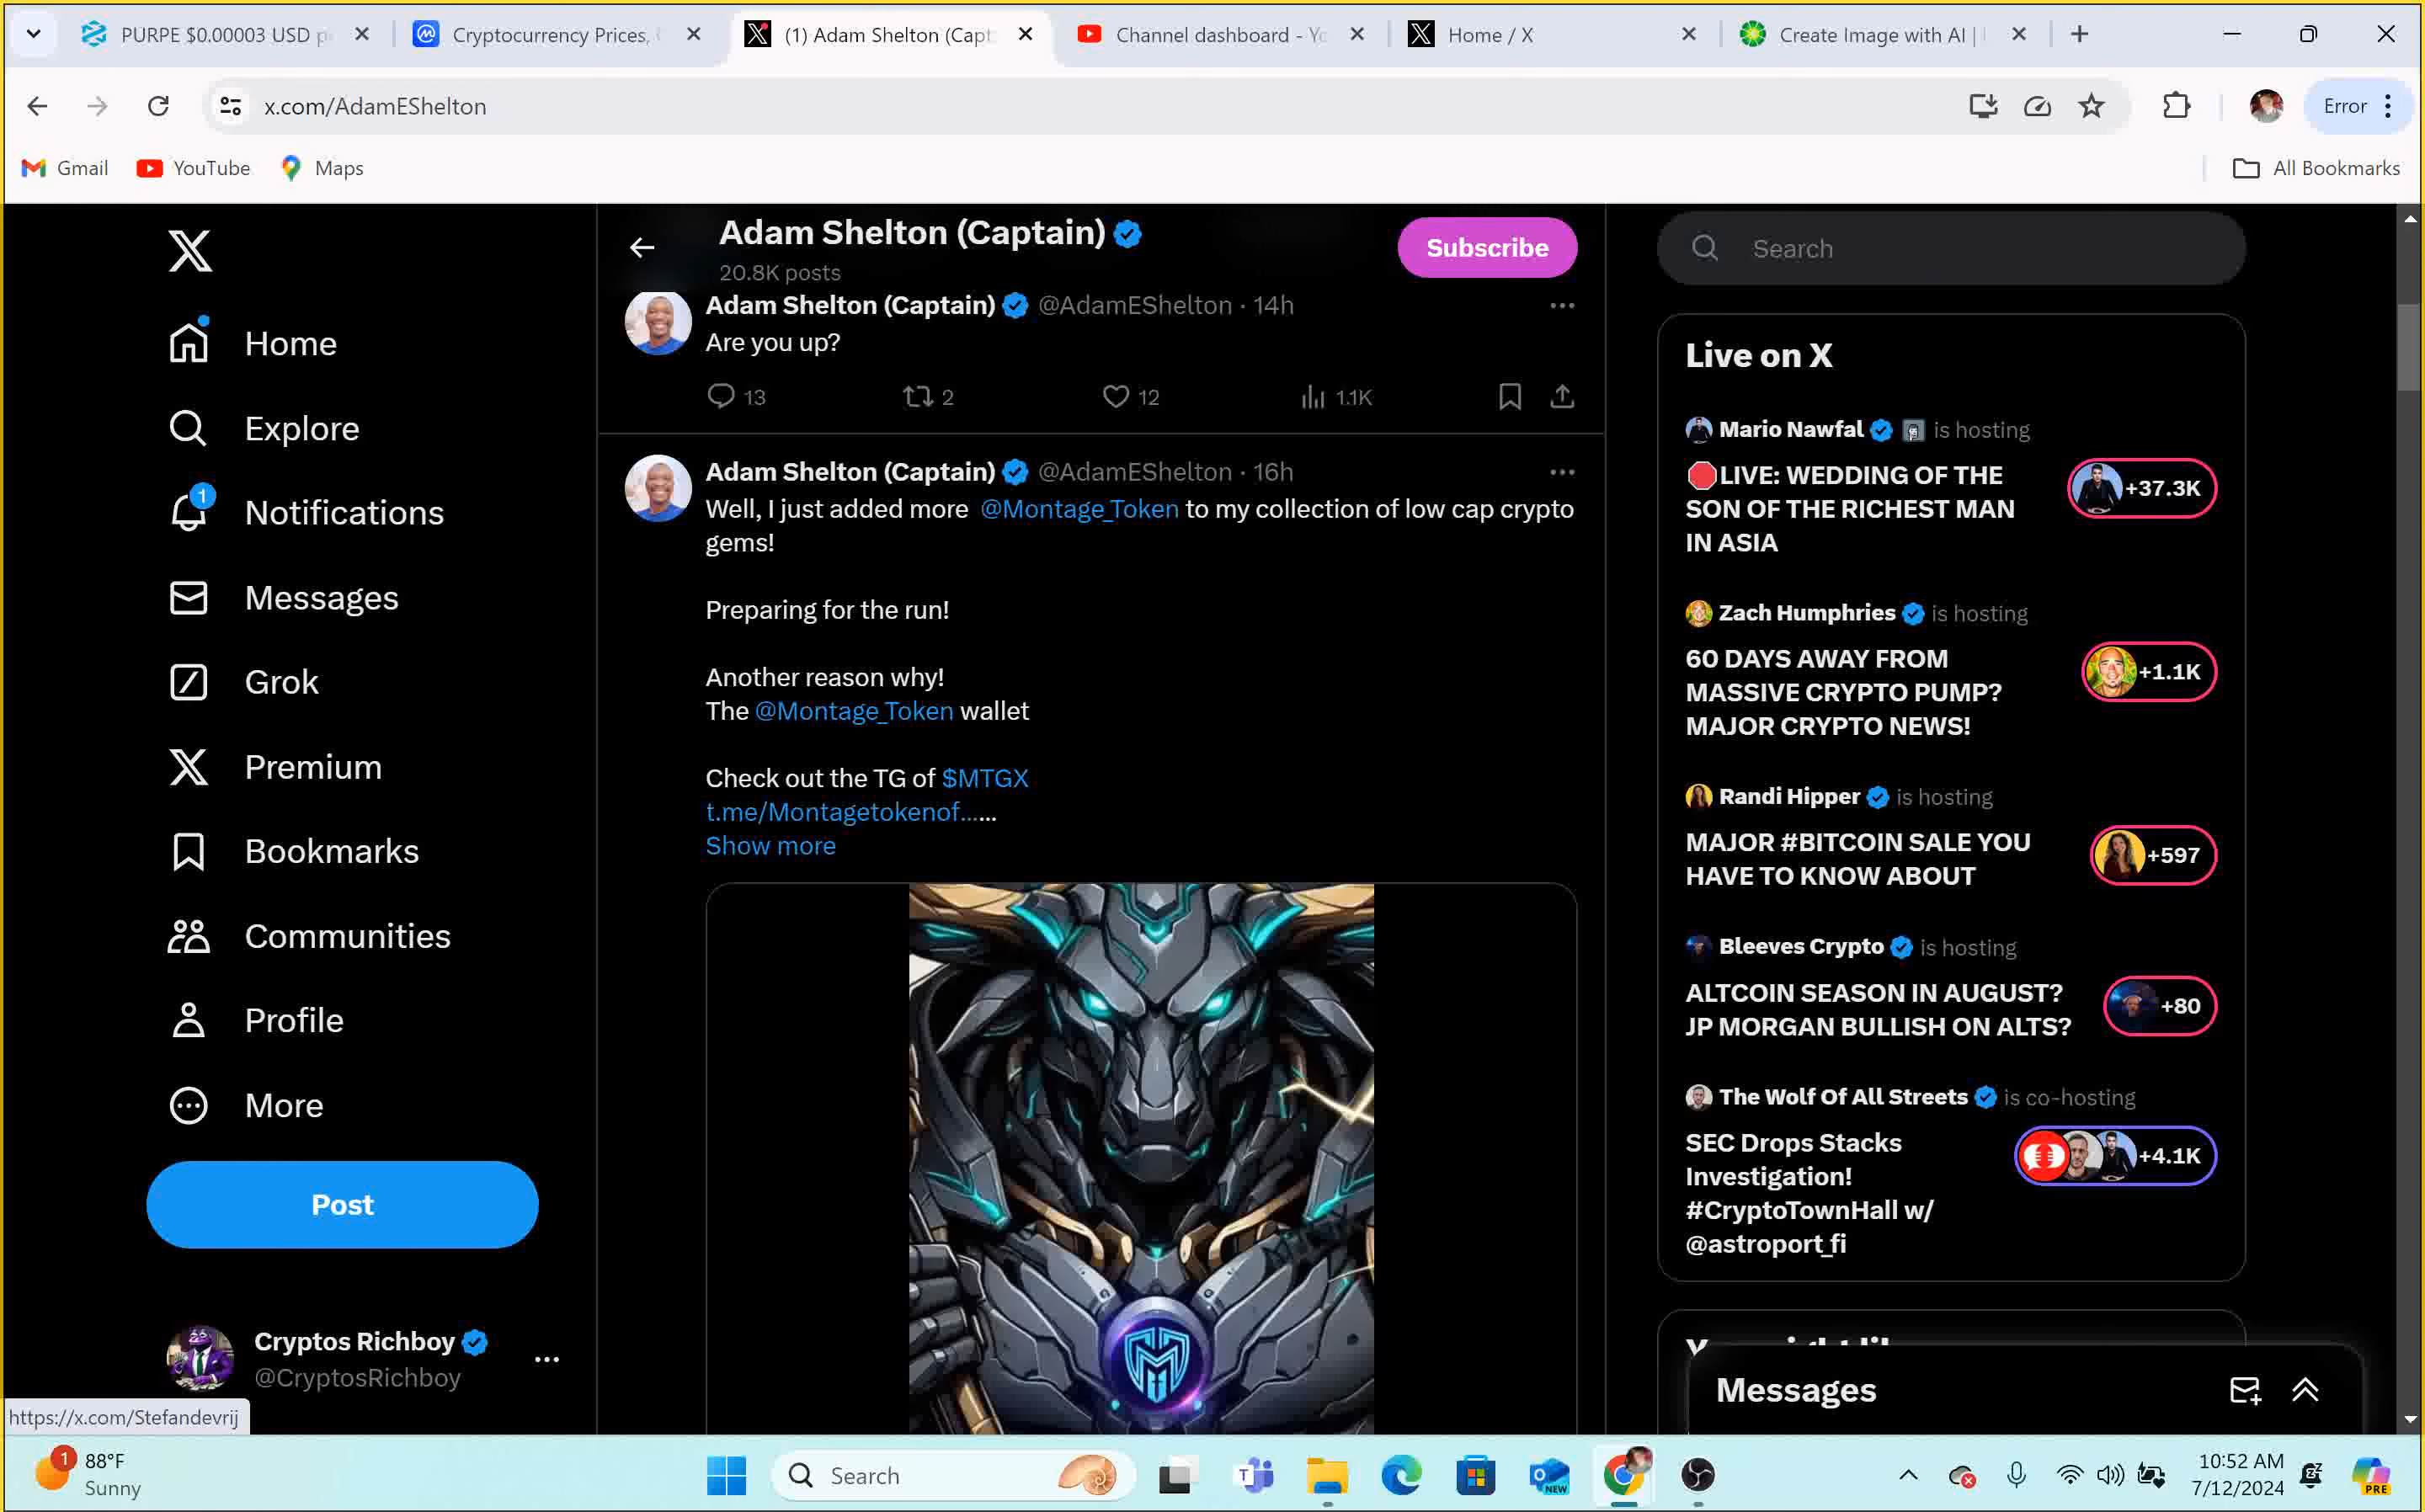 PURPE $0.00003 USD p
Cryptocurrency Prices,
(1) Adam Shelton (Capt
Channel dashboard - Yo
Home / X
Create Image with AI |
x.com/AdamEShelton
Error
Gmail
YouTube
Maps
All Bookmarks
Home
Explore
1
Notifications
Messages
Grok
Premium
Bookmarks
Communities
Profile
More
Post
Cryptos Richboy
@CryptosRichboy
https://x.com/Stefandevrij
Adam Shelton (Captain)
20.8K posts
Subscribe
Adam Shelton (Captain) @AdamEShelton · 14h
Are you up?
13 2 12 1.1K
Adam Shelton (Captain) @AdamEShelton · 16h
Well, I just added more @Montage_Token to my collection of low cap crypto
gems!
Preparing for the run!
Another reason why!
The @Montage_Token wallet
Check out the TG of $MTGX
t.me/Montagetokenof……
Show more
Search
Live on X
Mario Nawfal is hosting
LIVE: WEDDING OF THE
SON OF THE RICHEST MAN
IN ASIA
+37.3K
Zach Humphries is hosting
60 DAYS AWAY FROM
MASSIVE CRYPTO PUMP?
MAJOR CRYPTO NEWS!
+1.1K
Randi Hipper is hosting
MAJOR #BITCOIN SALE YOU
HAVE TO KNOW ABOUT
+597
Bleeves Crypto is hosting
ALTCOIN SEASON IN AUGUST?
JP MORGAN BULLISH ON ALTS?
+80
The Wolf Of All Streets is co-hosting
SEC Drops Stacks
Investigation!
#CryptoTownHall w/
@astroport_fi
+4.1K
Messages
1
88°F
Sunny
Search
NEW
10:52 AM
7/12/2024
PRE